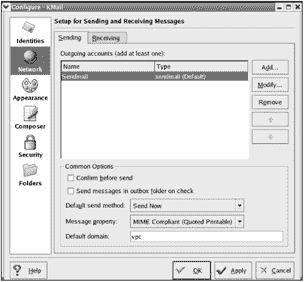 Configure - KMail
Identities
Network
Appearance
Composer
Security
Folders
Setup for Sending and Receiving Messages
Sending
Receiving
Outgoing accounts (add at least one):
Name Type
Sendmail sendmail (Default)
Add...
Modify...
Remove
Common Options
Confirm before send
Send messages in outbox folder on check
Default send method: Send Now
Message property: MIME Compliant (Quoted Printable)
Default domain: vpc
? Help
OK
Apply
Cancel